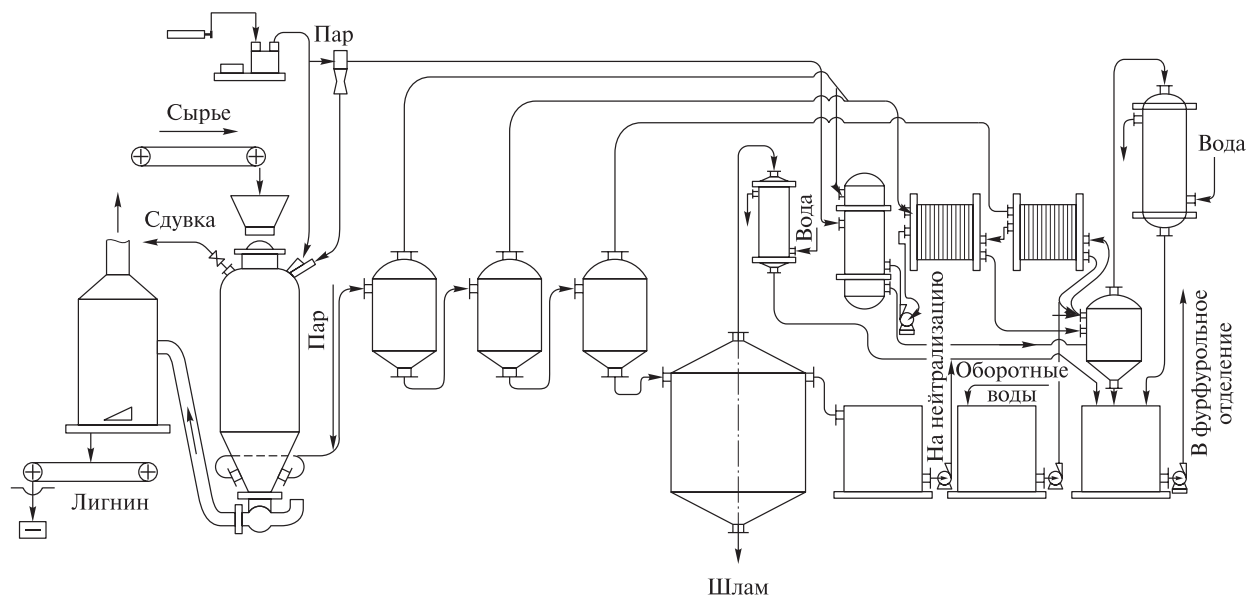 Пар
Сырье
Сдувка
Пар
Лигнин
Шлам
Вода
На нейтрализацию
Оборотные
воды
Вода
В фурфурольное
отделение